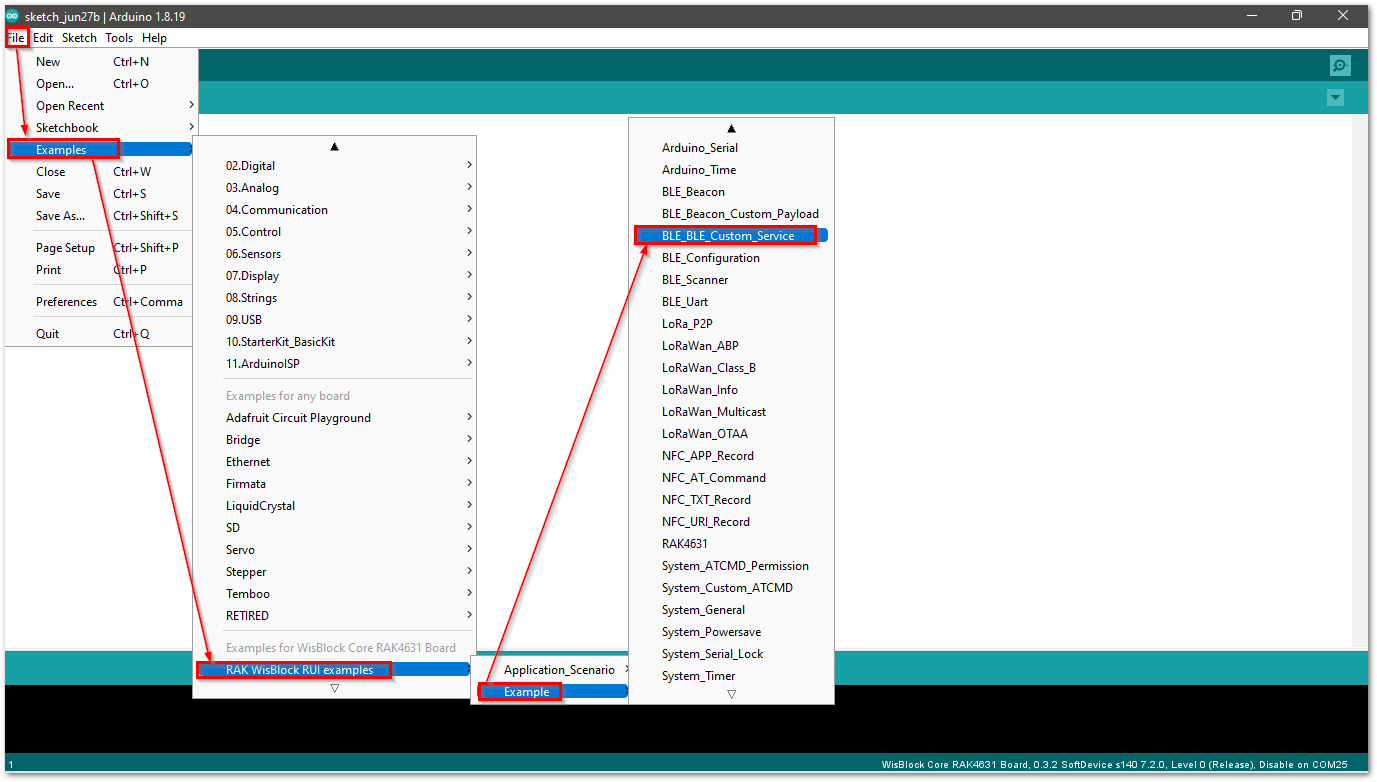 sketch_jun27b | Arduino 1.8.19
File Edit Sketch Tools Help
New Ctrl+N
Open... Ctrl+O
Open Recent
Sketchbook
Examples
Close Ctrl+W
Save Ctrl+S
Save As... Ctrl+Shift+S
Page Setup Ctrl+Shift+P
Print Ctrl+P
Preferences Ctrl+Comma
Quit Ctrl+Q
02.Digital
03.Analog
04.Communication
05.Control
06.Sensors
07.Display
08.Strings
09.USB
10.StarterKit_BasicKit
11.ArduinoISP
Examples for any board
Adafruit Circuit Playground
Bridge
Ethernet
Firmata
LiquidCrystal
SD
Servo
Stepper
Temboo
RETIRED
Examples for WisBlock Core RAK4631 Board
RAK WisBlock RUI examples
Application_Scenario
Example
Arduino_Serial
Arduino_Time
BLE_Beacon
BLE_Beacon_Custom_Payload
BLE_BLE_Custom_Service
BLE_Configuration
BLE_Scanner
BLE_Uart
LoRa_P2P
LoRaWan_ABP
LoRaWan_Class_B
LoRaWan_Info
LoRaWan_Multicast
LoRaWan_OTAA
NFC_APP_Record
NFC_AT_Command
NFC_TXT_Record
NFC_URI_Record
RAK4631
System_ATCMD_Permission
System_Custom_ATCMD
System_General
System_Powersave
System_Serial_Lock
System_Timer
1
WisBlock Core RAK4631 Board, 0.3.2 SoftDevice s140 7.2.0, Level 0 (Release), Disable on COM25